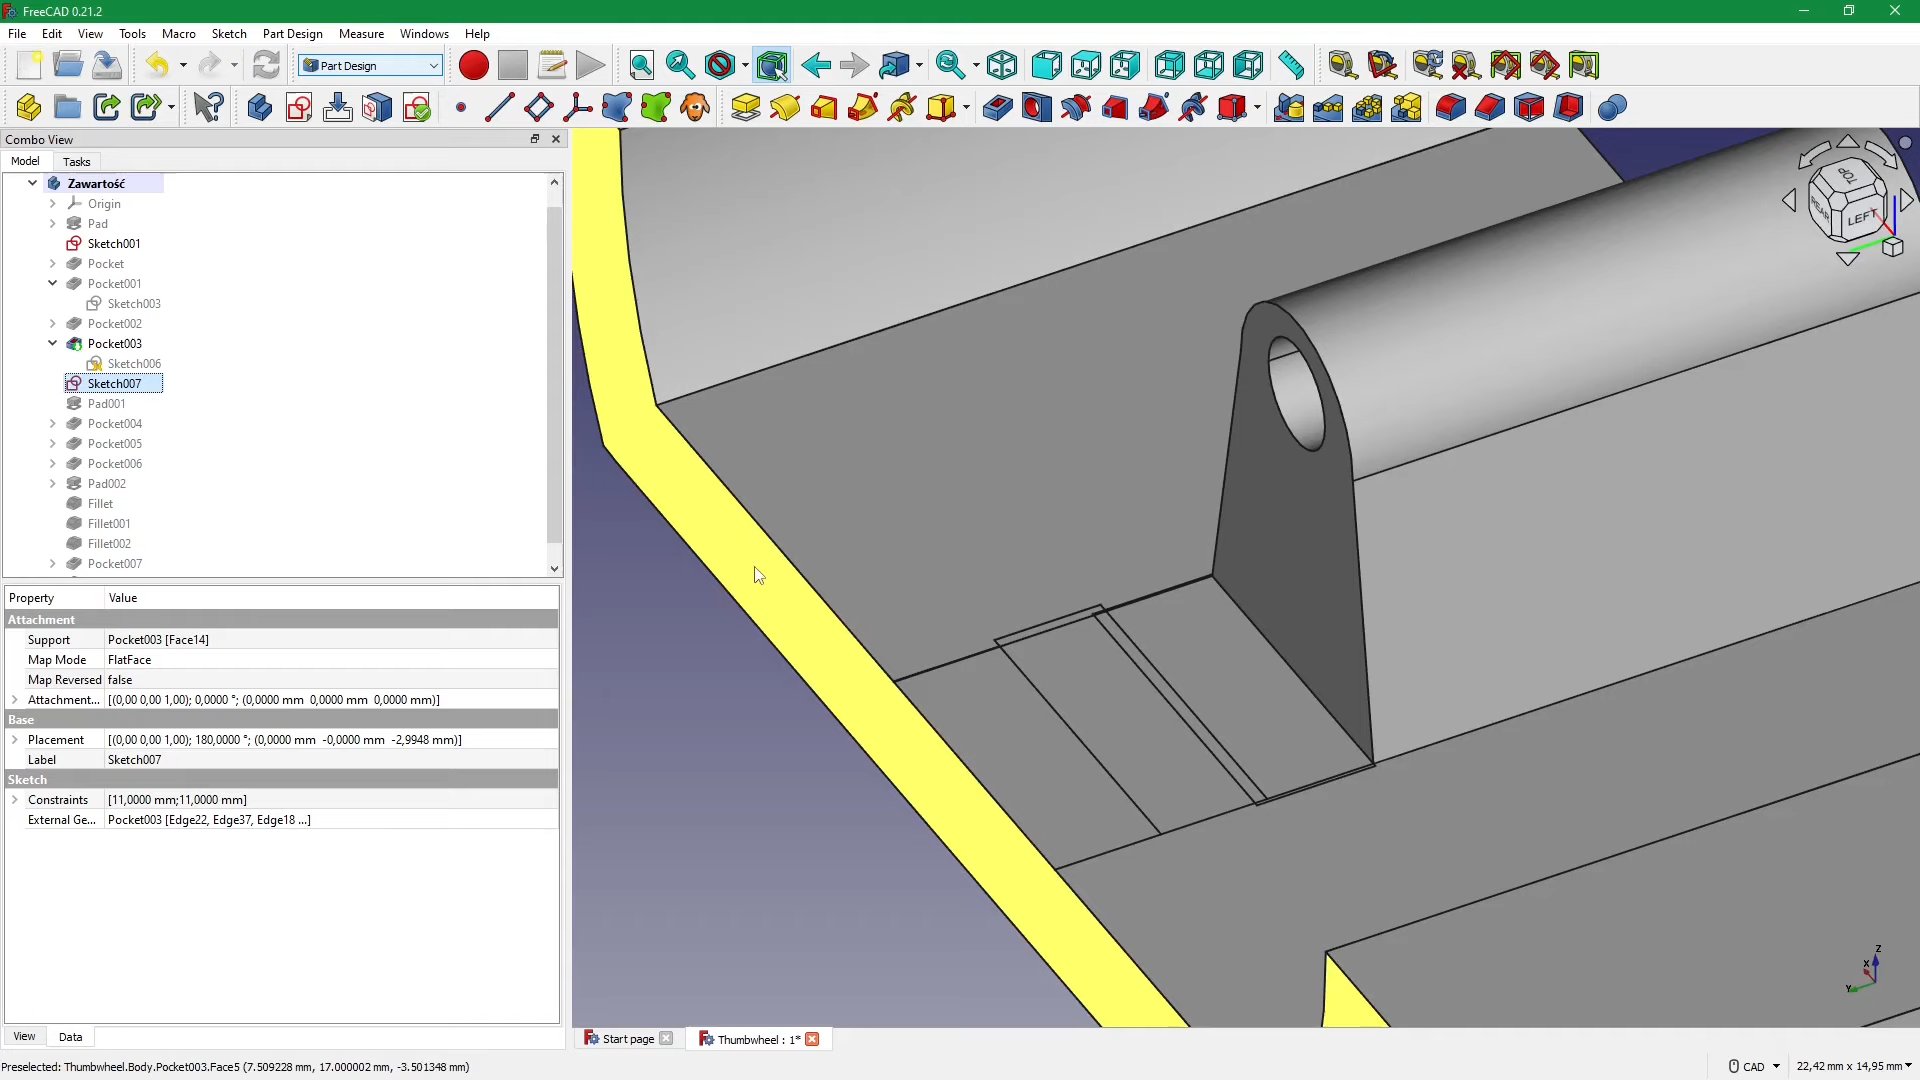 FreeCAD 0.21.2
File Edit View Tools Macro Sketch Part Design Measure Windows Help
Part Design
Combo View
Model Tasks
Zawartość
Origin
Pad
Sketch001
Pocket
Pocket001
Sketch003
Pocket002
Pocket003
Sketch006
Sketch007
Pad001
Pocket004
Pocket005
Pocket006
Pad002
Fillet
Fillet001
Fillet002
Pocket007
Property Value
Attachment
Support Pocket003 [Face14]
Map Mode FlatFace
Map Reversed false
Attachment... [(0,00 0,00 1,00); 0,0000 °; (0,0000 mm 0,0000 mm 0,0000 mm)]
Base
Placement [(0,00 0,00 1,00); 180,0000 °; (0,0000 mm -0,0000 mm -2,9948 mm)]
Label Sketch007
Sketch
Constraints [11,0000 mm;11,0000 mm]
External Ge... Pocket003 [Edge22, Edge37, Edge18 ...]
View Data
TOP
REAR
LEFT
Z
X
Y
Start page
Thumbwheel : 1*
Preselected: Thumbwheel.Body.Pocket003.Face5 (7.509228 mm, 17.000002 mm, -3.501348 mm)
CAD
22,42 mm x 14,95 mm